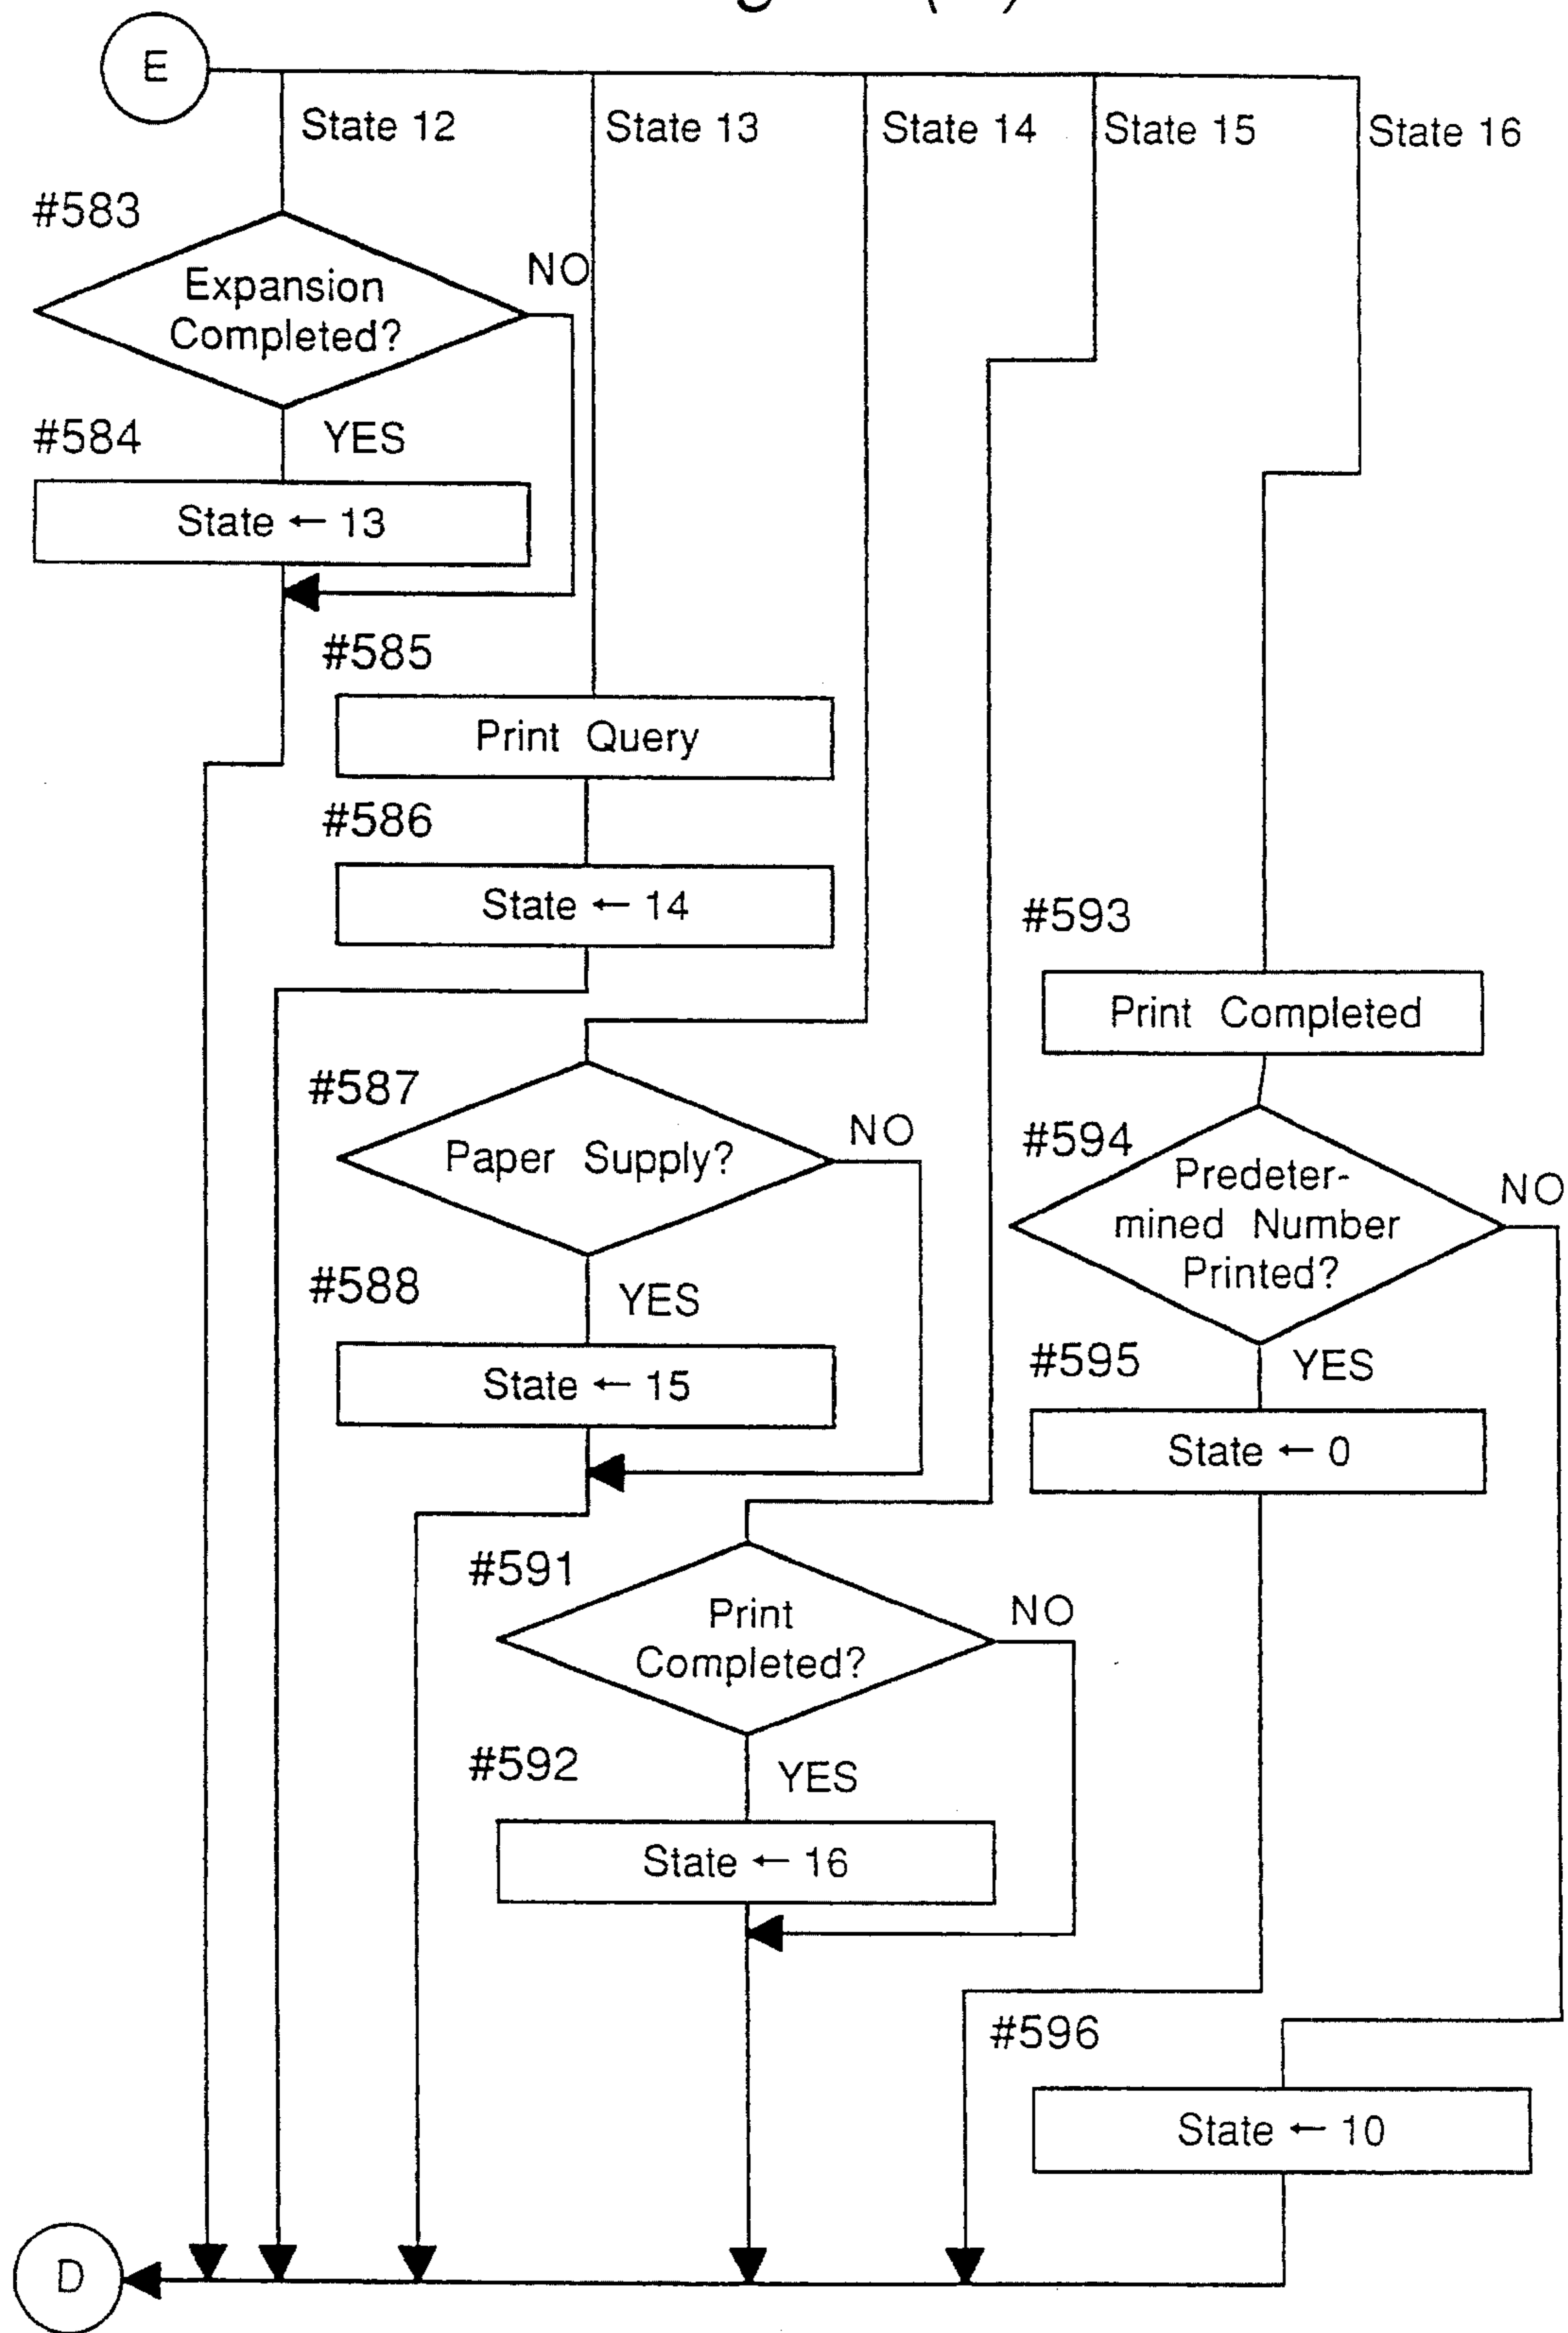 E
State 12
State 13
State 14
State 15
State 16
#583
Expansion
Completed?
NO
#584
YES
State ← 13
#585
Print Query
#586
State ← 14
#587
Paper Supply?
NO
#588
YES
State ← 15
#591
Print
Completed?
NO
#592
YES
State ← 16
#593
Print Completed
#594
Predeter-
mined Number
Printed?
NO
#595
YES
State ← 0
#596
State ← 10
D